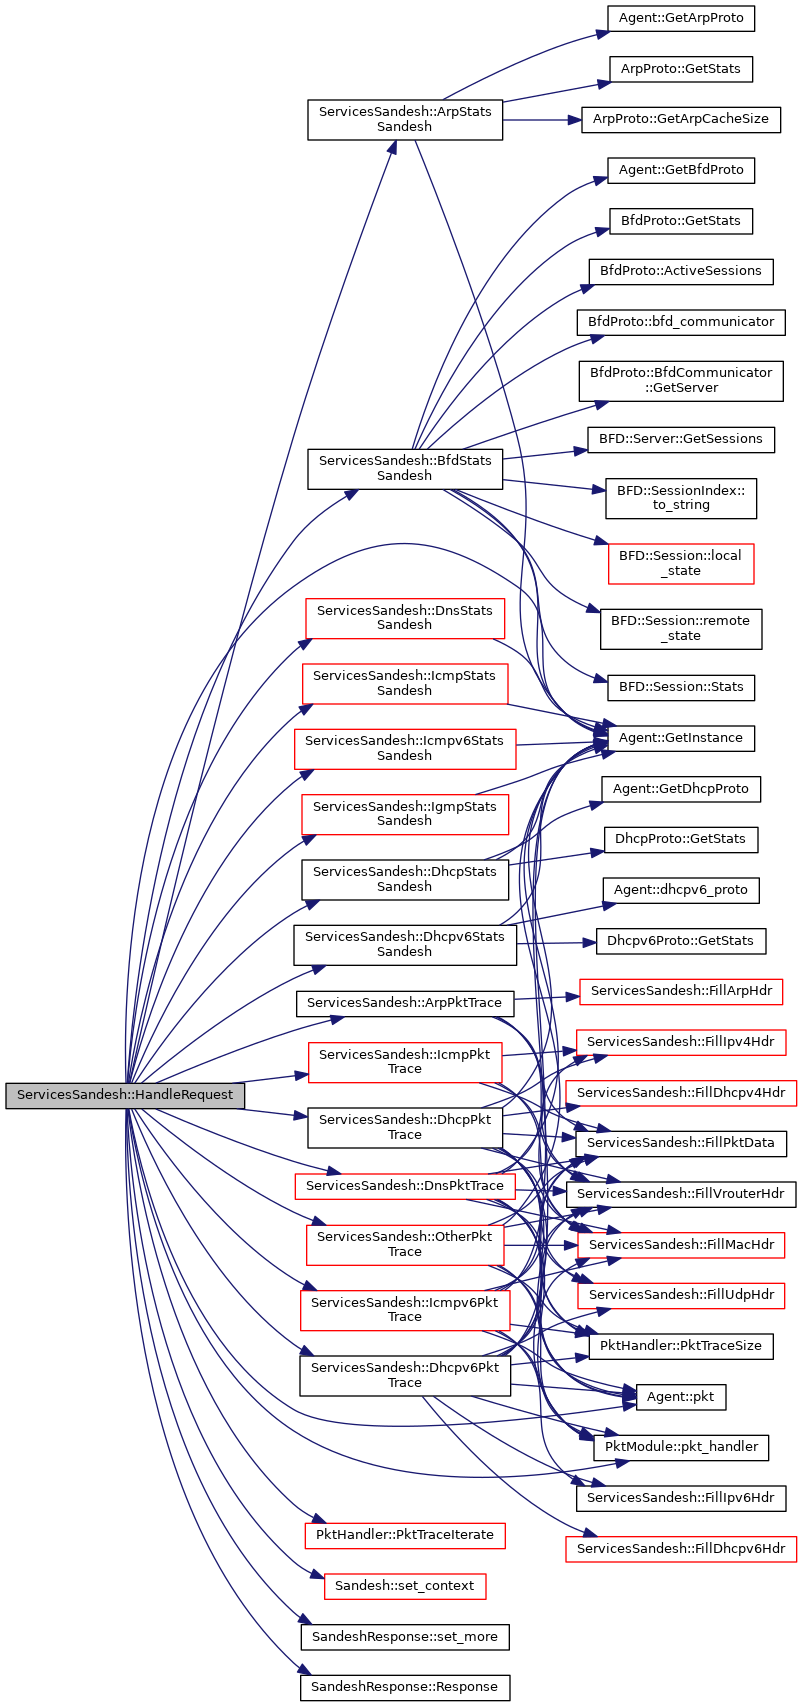 ServicesSandesh::HandleRequest
ServicesSandesh::ArpStats
Sandesh
ServicesSandesh::BfdStats
Sandesh
ServicesSandesh::DnsStats
Sandesh
ServicesSandesh::IcmpStats
Sandesh
ServicesSandesh::Icmpv6Stats
Sandesh
ServicesSandesh::IgmpStats
Sandesh
ServicesSandesh::DhcpStats
Sandesh
ServicesSandesh::Dhcpv6Stats
Sandesh
ServicesSandesh::ArpPktTrace
ServicesSandesh::IcmpPkt
Trace
ServicesSandesh::DhcpPkt
Trace
ServicesSandesh::DnsPktTrace
ServicesSandesh::OtherPkt
Trace
ServicesSandesh::Icmpv6Pkt
Trace
ServicesSandesh::Dhcpv6Pkt
Trace
PktHandler::PktTraceIterate
Sandesh::set_context
SandeshResponse::set_more
SandeshResponse::Response
Agent::GetArpProto
ArpProto::GetStats
ArpProto::GetArpCacheSize
Agent::GetBfdProto
BfdProto::GetStats
BfdProto::ActiveSessions
BfdProto::bfd_communicator
BfdProto::BfdCommunicator
::GetServer
BFD::Server::GetSessions
BFD::SessionIndex::
to_string
BFD::Session::local
_state
BFD::Session::remote
_state
BFD::Session::Stats
Agent::GetInstance
Agent::GetDhcpProto
DhcpProto::GetStats
Agent::dhcpv6_proto
Dhcpv6Proto::GetStats
ServicesSandesh::FillArpHdr
ServicesSandesh::FillIpv4Hdr
ServicesSandesh::FillDhcpv4Hdr
ServicesSandesh::FillPktData
ServicesSandesh::FillVrouterHdr
ServicesSandesh::FillMacHdr
ServicesSandesh::FillUdpHdr
PktHandler::PktTraceSize
Agent::pkt
PktModule::pkt_handler
ServicesSandesh::FillIpv6Hdr
ServicesSandesh::FillDhcpv6Hdr